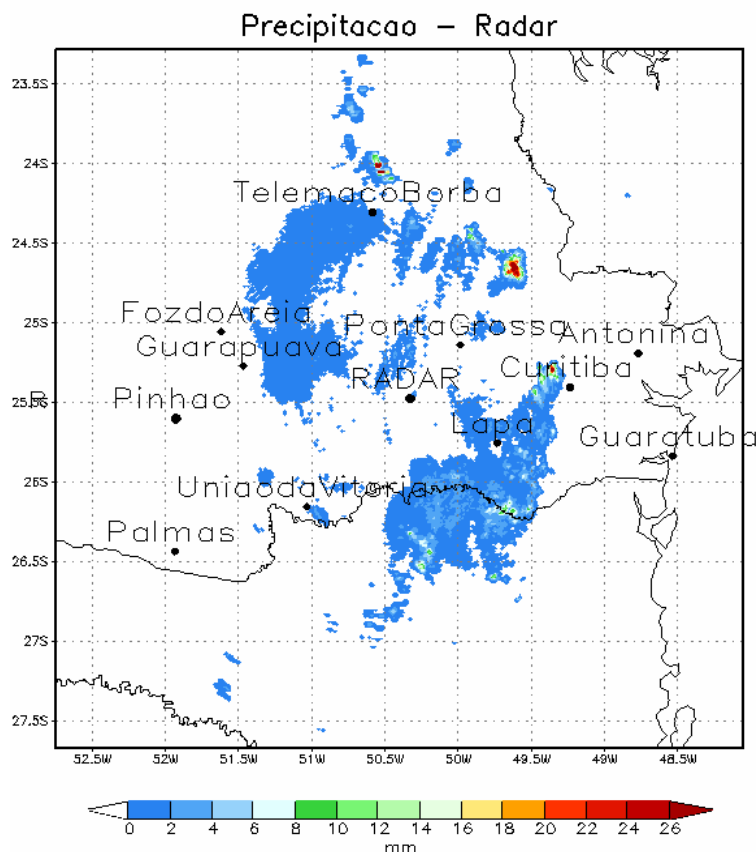 Precipitacao – Radar
23.5S
24S
TelemacoBorba
24.5S
25S
FozdoAreia
PontaGrossa
Antonina
Guarapuava
Curitiba
RADAR
25.5S
Pinhao
Lapa
Guaratuba
26S
UniaodaVitoria
Palmas
26.5S
27S
27.5S
52.5W 52W 51.5W 51W 50.5W 50W 49.5W 49W 48.5W
0 2 4 6 8 10 12 14 16 18 20 22 24 26
mm